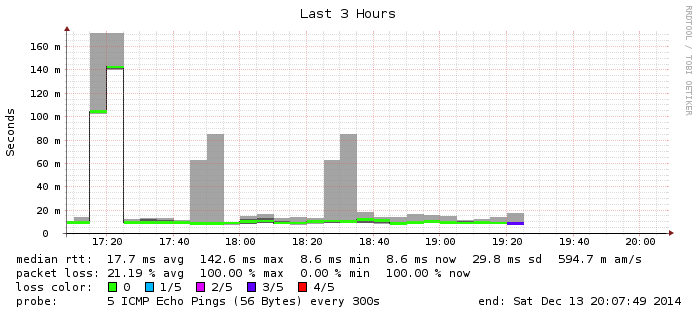 Last 3 Hours
RRDTOOL / TOBI OETIKER
Seconds
160 m
140 m
120 m
100 m
80 m
60 m
40 m
20 m
0
17:20 17:40 18:00 18:20 18:40 19:00 19:20 19:40 20:00
median rtt: 17.7 ms avg 142.6 ms max 8.6 ms min 8.6 ms now 29.8 ms sd 594.7 m am/s
packet loss: 21.19 % avg 100.00 % max 0.00 % min 100.00 % now
loss color: 0 1/5 2/5 3/5 4/5
probe: 5 ICMP Echo Pings (56 Bytes) every 300s end: Sat Dec 13 20:07:49 2014